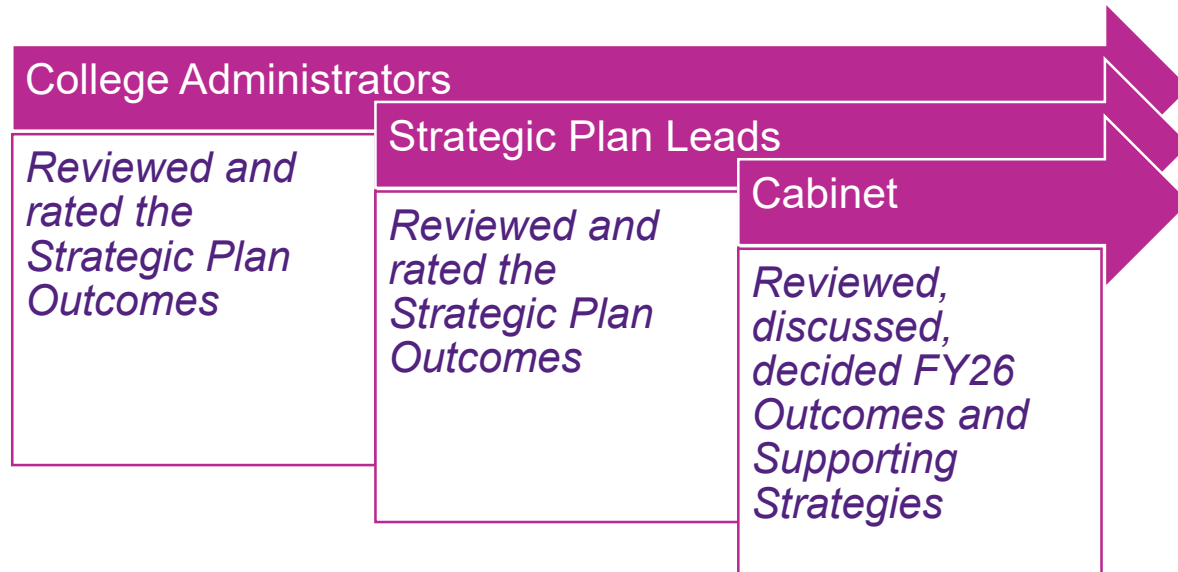 College Administrators
Reviewed and
rated the
Strategic Plan
Outcomes
Strategic Plan Leads
Reviewed and
rated the
Strategic Plan
Outcomes
Cabinet
Reviewed,
discussed,
decided FY26
Outcomes and
Supporting
Strategies